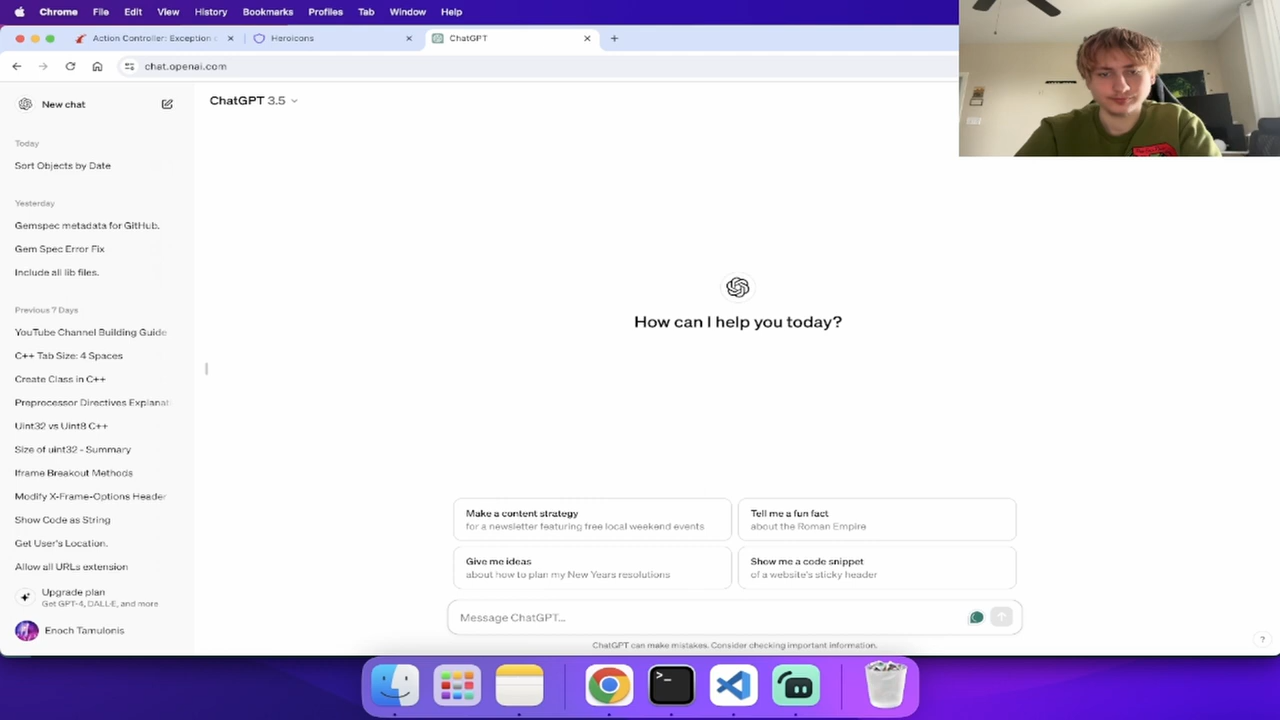 Chrome File Edit View History Bookmarks Profiles Tab Window Help
Action Controller: Exception
Heroicons
ChatGPT
chat.openai.com
New chat
ChatGPT 3.5
Today
Sort Objects by Date
Yesterday
Gemspec metadata for GitHub.
Gem Spec Error Fix
Include all lib files.
Previous 7 Days
YouTube Channel Building Guide
C++ Tab Size: 4 Spaces
Create Class in C++
Preprocessor Directives Explanat
Uint32 vs Uint8 C++
Size of uint32 - Summary
Iframe Breakout Methods
Modify X-Frame-Options Header
Show Code as String
Get User's Location.
Allow all URLs extension
Upgrade plan
Get GPT-4, DALL·E, and more
Enoch Tamulonis
How can I help you today?
Make a content strategy
for a newsletter featuring free local weekend events
Tell me a fun fact
about the Roman Empire
Give me ideas
about how to plan my New Years resolutions
Show me a code snippet
of a website's sticky header
Message ChatGPT...
ChatGPT can make mistakes. Consider checking important information.
?
>_